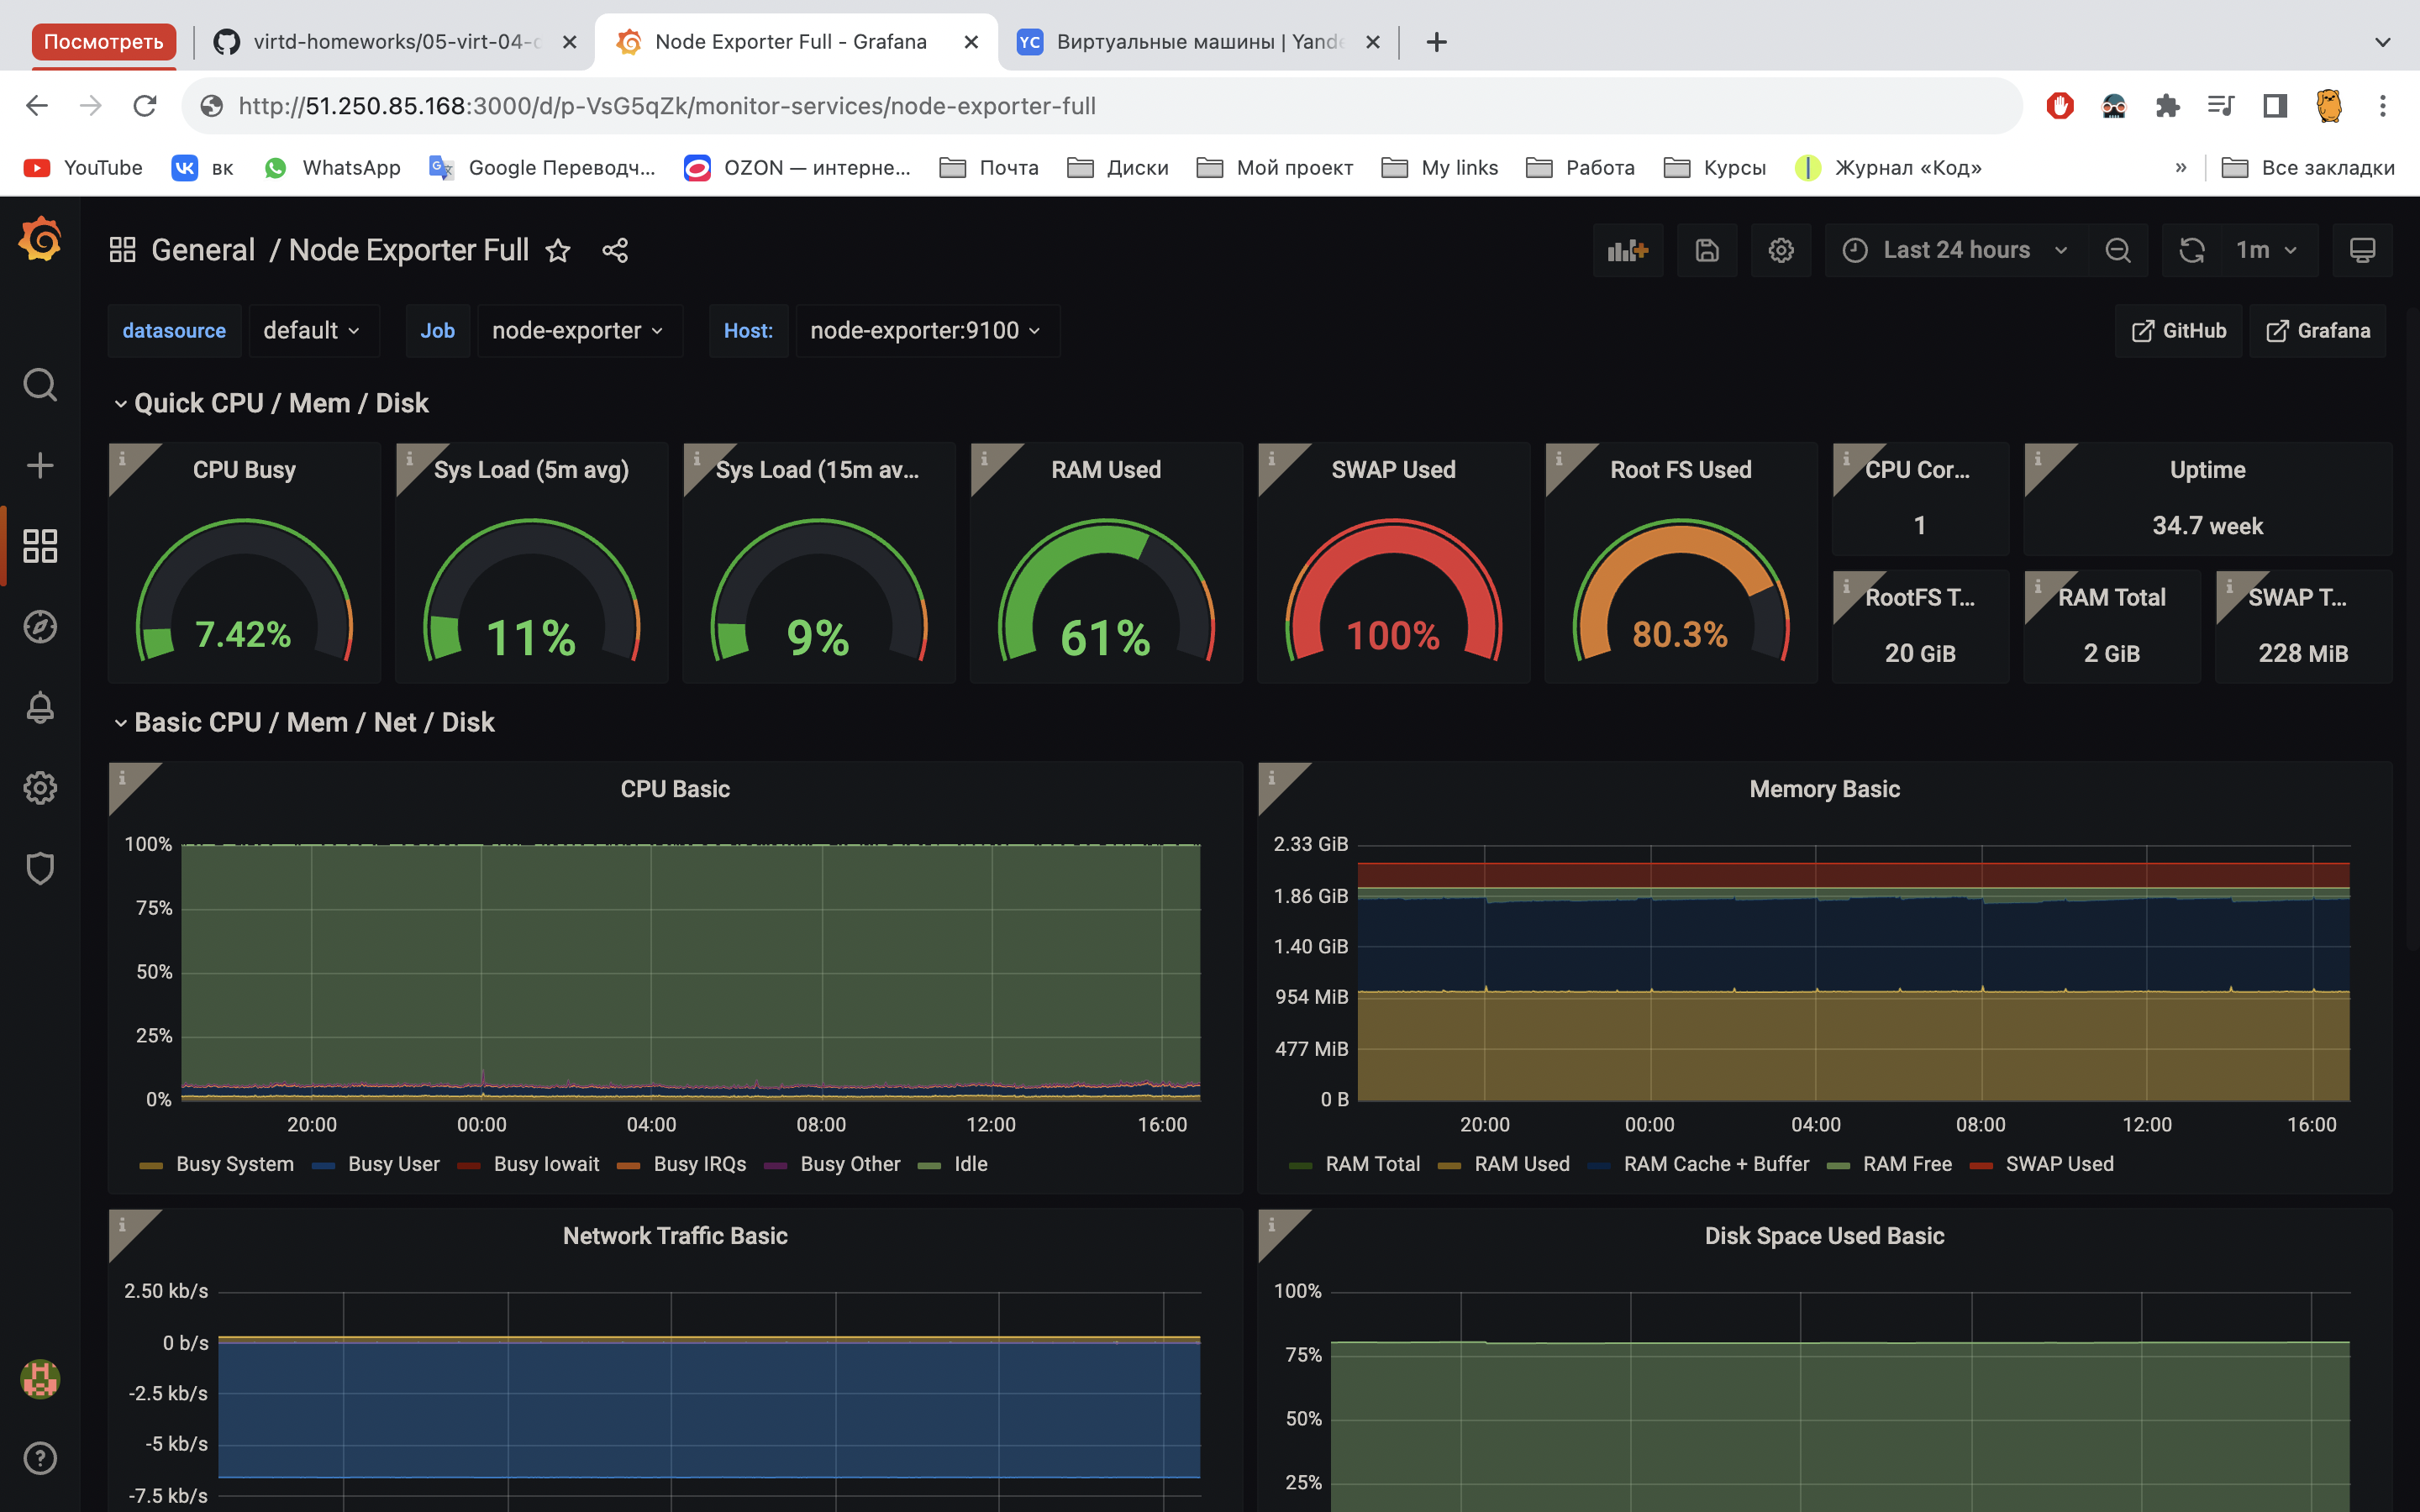 Посмотреть
virtd-homeworks/05-virt-04-
Node Exporter Full - Grafana
YC Виртуальные машины | Yande
http://51.250.85.168:3000/d/p-VsG5qZk/monitor-services/node-exporter-full
YouTube
вк
WhatsApp
Google Переводч...
OZON — интерне...
Почта
Диски
Мой проект
My links
Работа
Курсы
Журнал «Код»
»
Все закладки
General / Node Exporter Full
Last 24 hours
1m
datasource default
Job node-exporter
Host: node-exporter:9100
GitHub
Grafana
Quick CPU / Mem / Disk
CPU Busy
7.42%
Sys Load (5m avg)
11%
Sys Load (15m av...
9%
RAM Used
61%
SWAP Used
100%
Root FS Used
80.3%
CPU Cor...
1
Uptime
34.7 week
RootFS T...
20 GiB
RAM Total
2 GiB
SWAP T...
228 MiB
Basic CPU / Mem / Net / Disk
CPU Basic
100%
75%
50%
25%
0%
20:00 00:00 04:00 08:00 12:00 16:00
Busy System Busy User Busy Iowait Busy IRQs Busy Other Idle
Memory Basic
2.33 GiB
1.86 GiB
1.40 GiB
954 MiB
477 MiB
0 B
20:00 00:00 04:00 08:00 12:00 16:00
RAM Total RAM Used RAM Cache + Buffer RAM Free SWAP Used
Network Traffic Basic
2.50 kb/s
0 b/s
-2.5 kb/s
-5 kb/s
-7.5 kb/s
Disk Space Used Basic
100%
75%
50%
25%